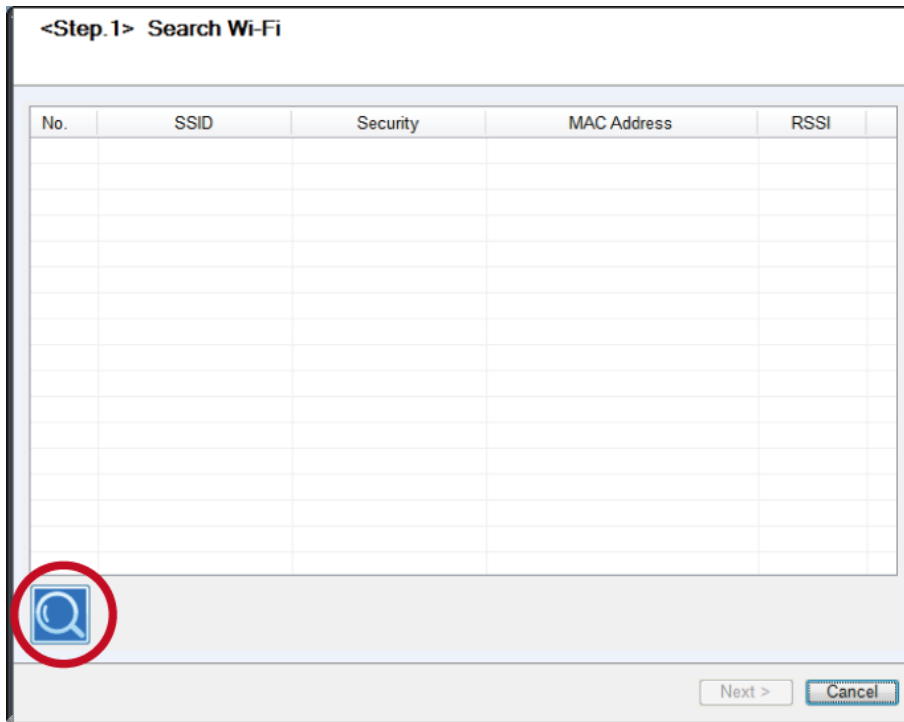 <Step.1> Search Wi-Fi
No. SSID Security MAC Address RSSI
Next > Cancel